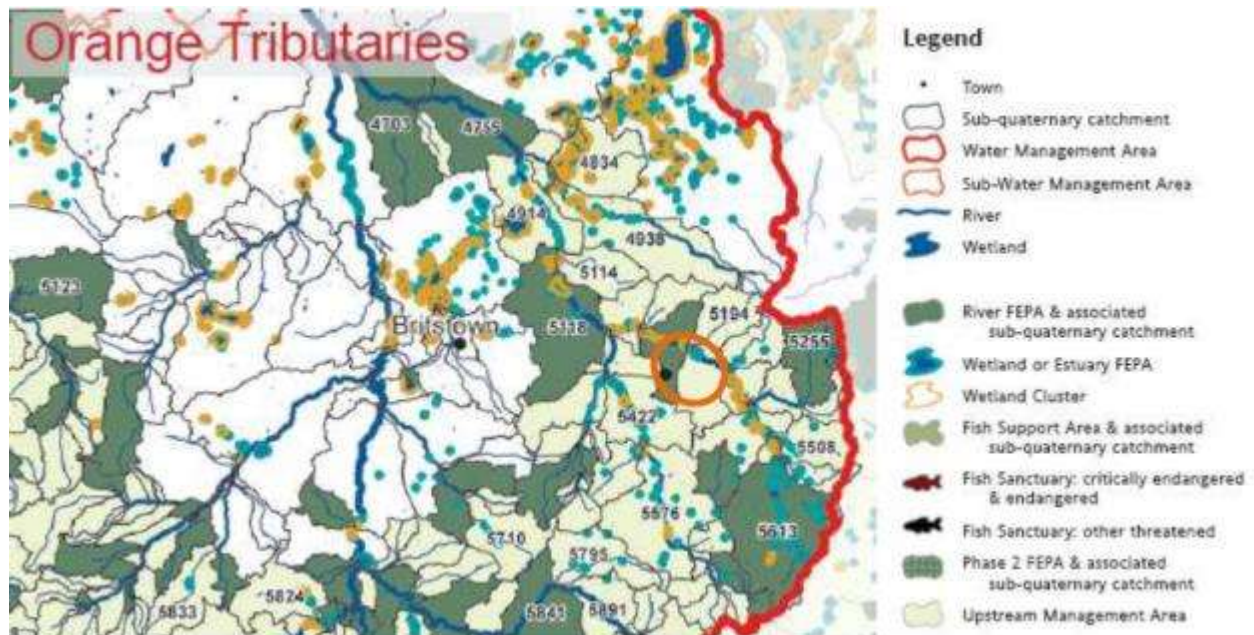 Orange Tributaries
4703
4755
4834
4914
4938
5123
5114
5118
5194
5255
Britstown
5422
5508
5576
5613
5710
5795
5824
5833
5841
5891
Legend
Town
Sub-quaternary catchment
Water Management Area
Sub-Water Management Area
River
Wetland
River FEPA & associated
sub-quaternary catchment
Wetland or Estuary FEPA
Wetland Cluster
Fish Support Area & associated
sub-quaternary catchment
Fish Sanctuary: critically endangered
& endangered
Fish Sanctuary: other threatened
Phase 2 FEPA & associated
sub-quaternary catchment
Upstream Management Area